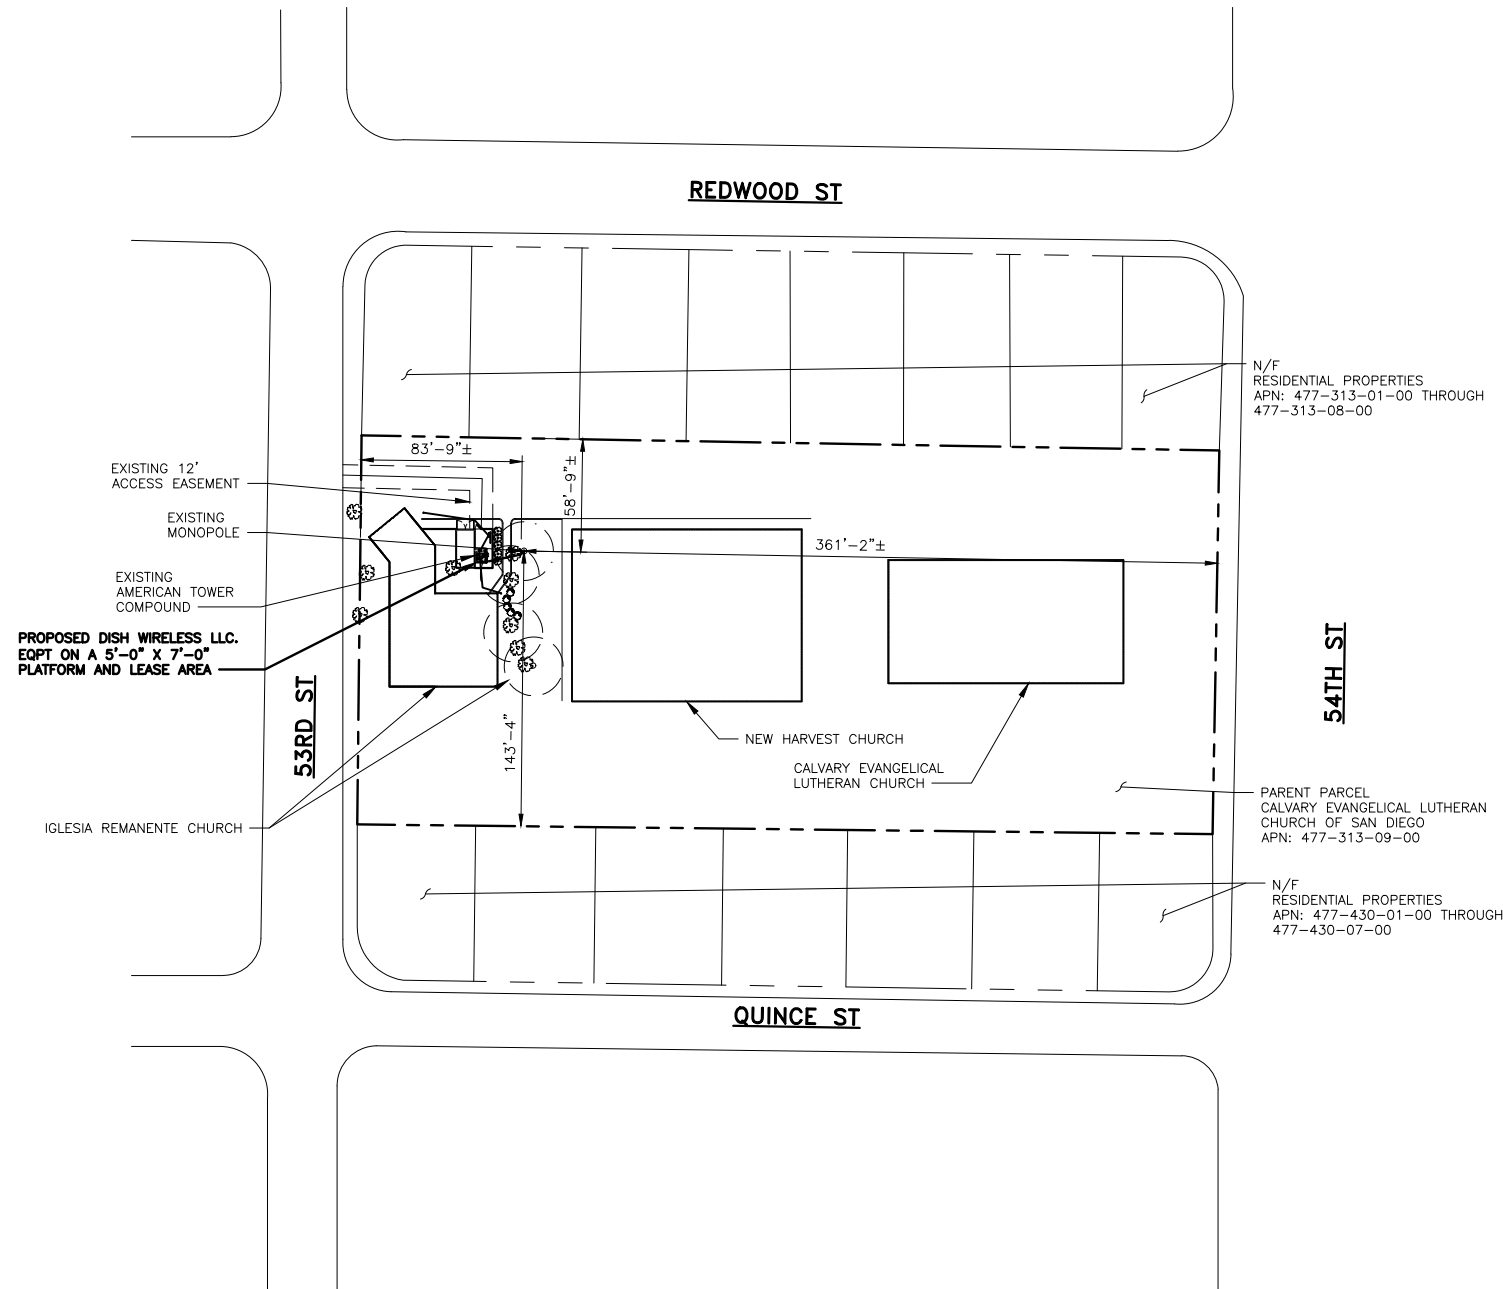 REDWOOD ST
N/F
RESIDENTIAL PROPERTIES
APN: 477-313-01-00 THROUGH
477-313-08-00
83'-9"±
58'-9"±
EXISTING 12'
ACCESS EASEMENT
EXISTING
MONOPOLE
361'-2"±
EXISTING
AMERICAN TOWER
COMPOUND
PROPOSED DISH WIRELESS LLC.
EQPT ON A 5'-0" X 7'-0"
PLATFORM AND LEASE AREA
53RD ST
54TH ST
143'-4"
NEW HARVEST CHURCH
CALVARY EVANGELICAL
LUTHERAN CHURCH
IGLESIA REMANENTE CHURCH
PARENT PARCEL
CALVARY EVANGELICAL LUTHERAN
CHURCH OF SAN DIEGO
APN: 477-313-09-00
N/F
RESIDENTIAL PROPERTIES
APN: 477-430-01-00 THROUGH
477-430-07-00
QUINCE ST